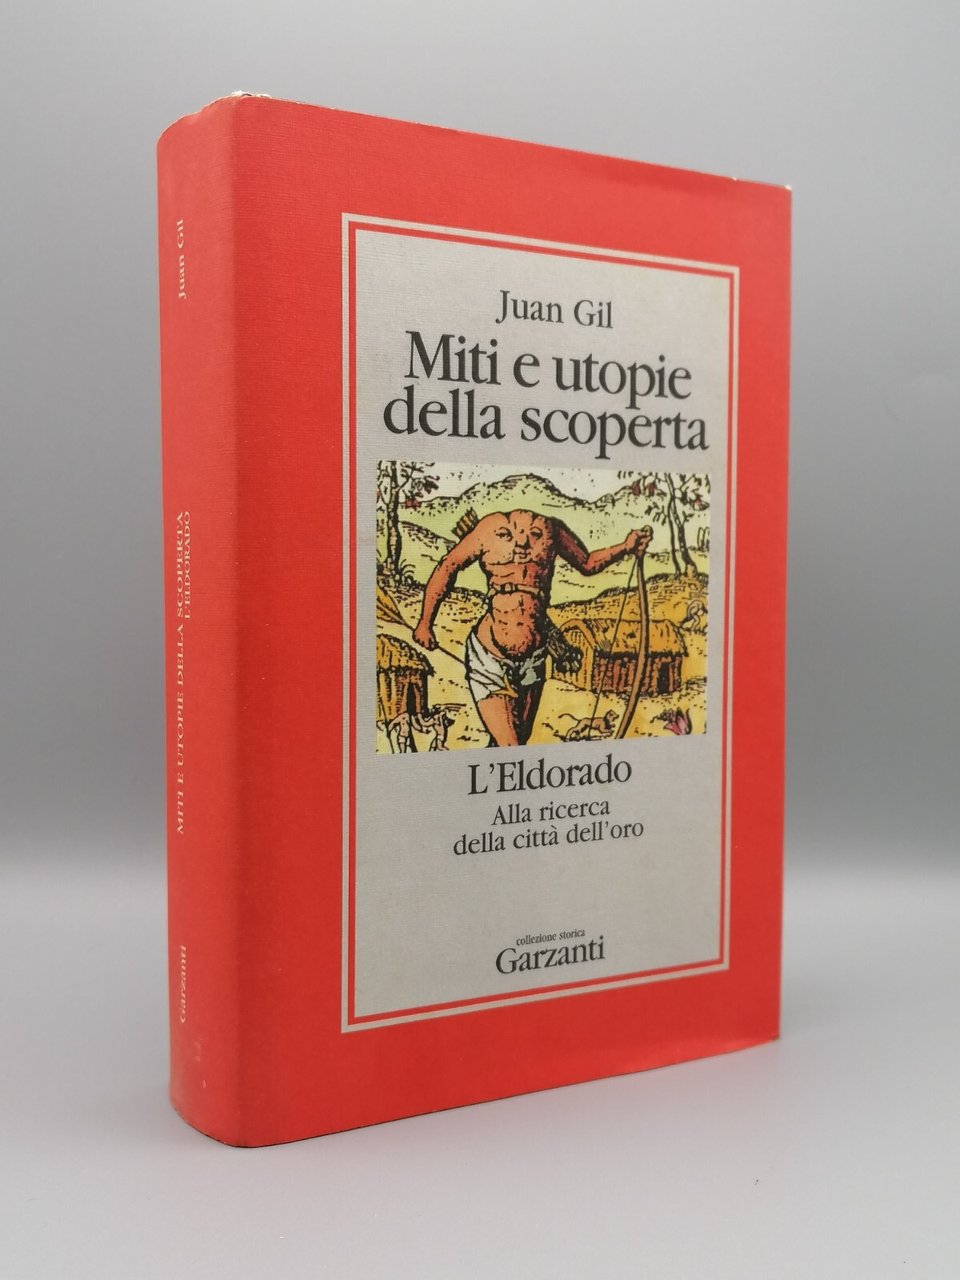 Juan Gil
MITI E UTOPIE DELLA SCOPERTA
L'ELDORADO
Garzanti
Juan Gil
Miti e utopie
della scoperta
L'Eldorado
Alla ricerca
della città dell'oro
collezione storica
Garzanti